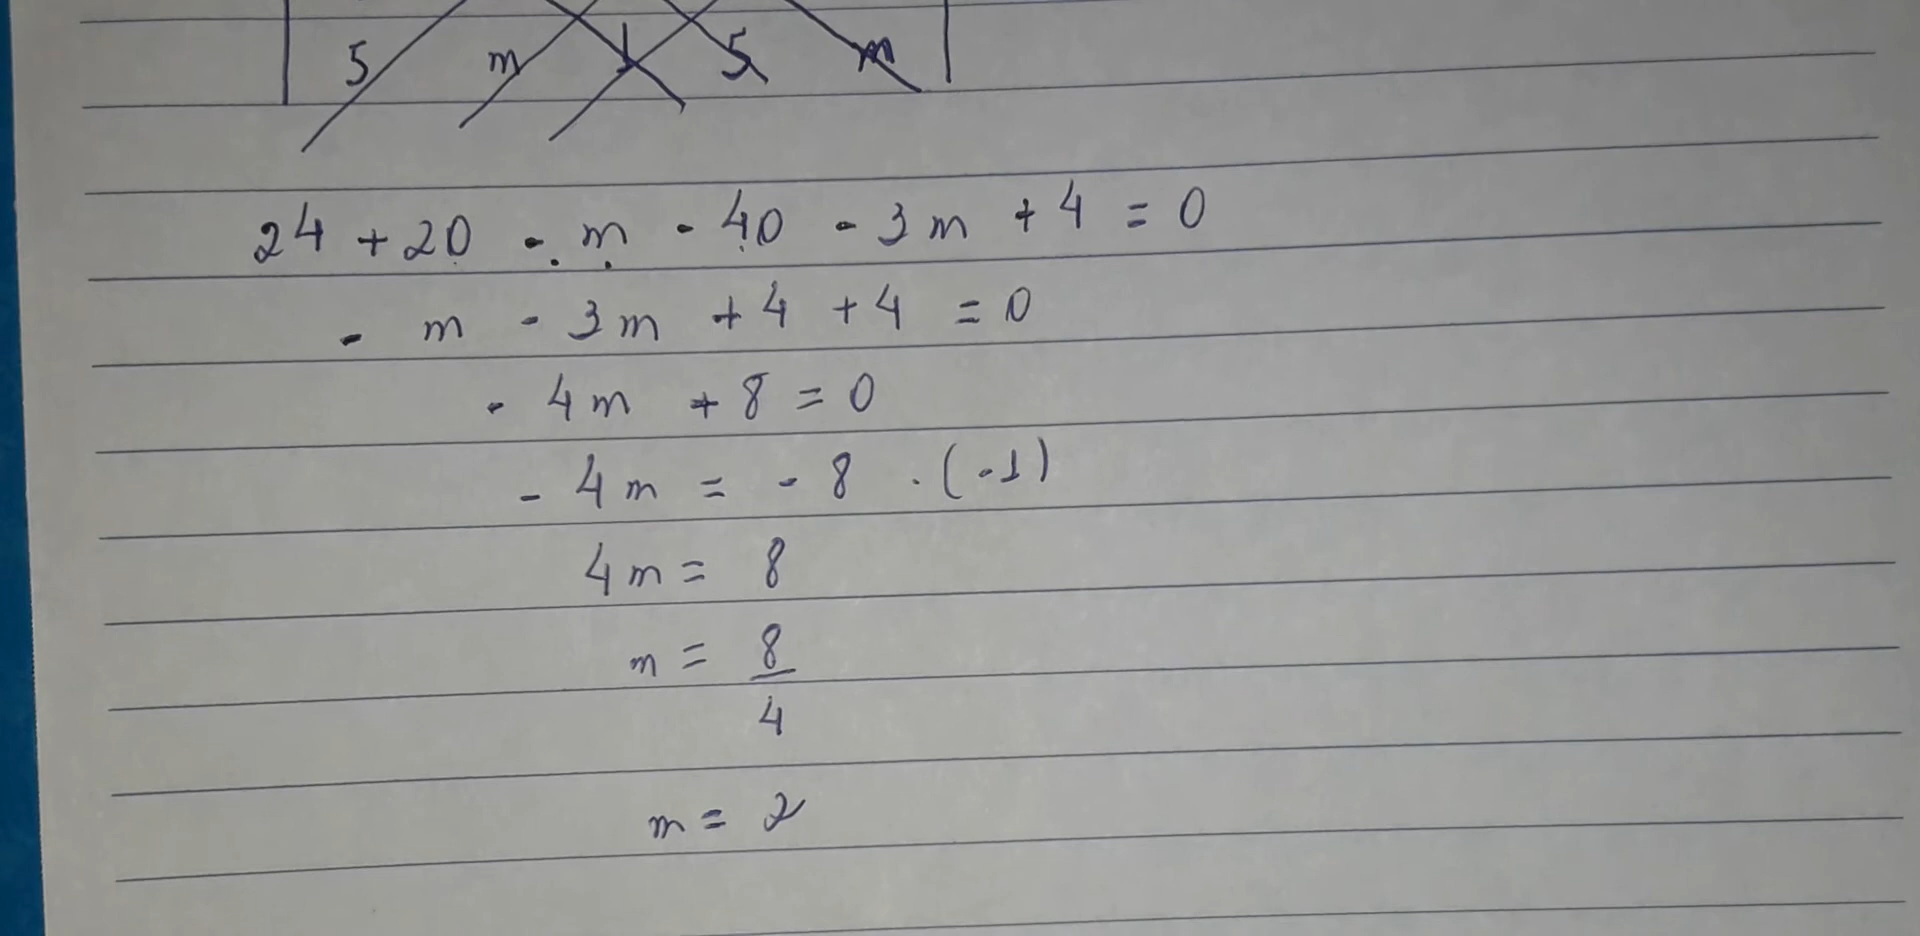 5 m 1 5 m
24 + 20 - m - 40 - 3m + 4 = 0
- m - 3m + 4 + 4 = 0
- 4m + 8 = 0
- 4m = - 8 . (-1)
4m = 8
m = 8
4
m = 2